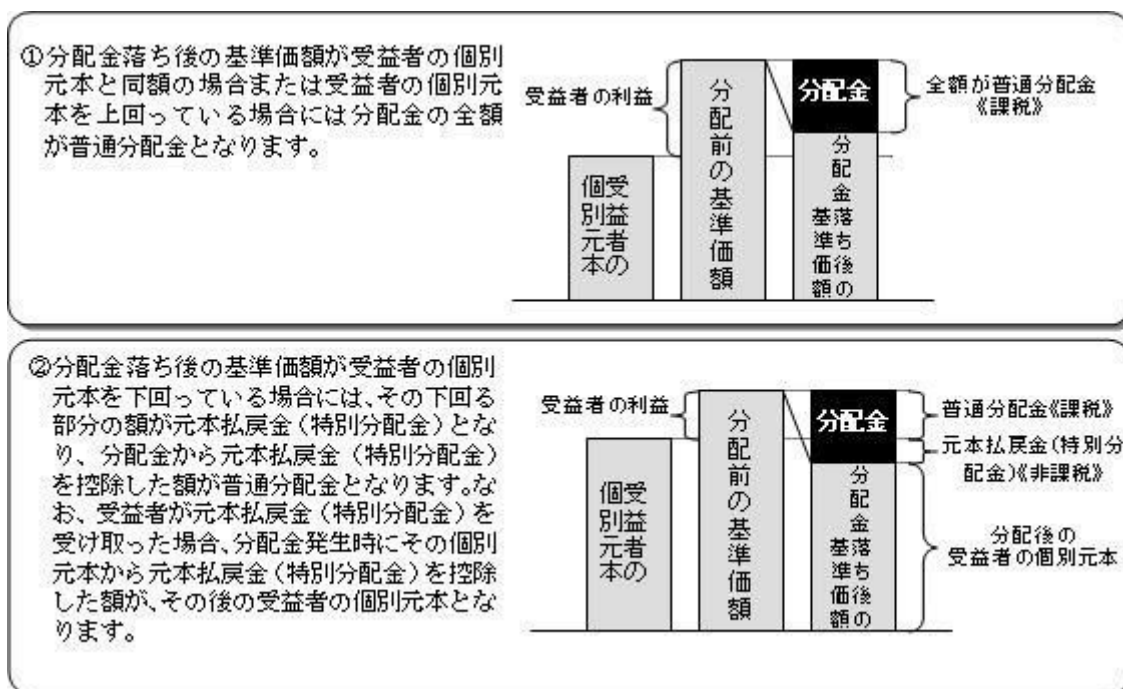 ①分配金落ち後の基準価額が受益者の個別
元本と同額の場合または受益者の個別元
本を上回っている場合には分配金の全額
が普通分配金となります。
受益者の利益
受益者の
個別元本
分配前の基準価額
分配金
分配金落ち後の
基準価額
全額が普通分配金
《課税》
②分配金落ち後の基準価額が受益者の個別
元本を下回っている場合には、その下回る
部分の額が元本払戻金(特別分配金)とな
り、分配金から元本払戻金(特別分配金)
を控除した額が普通分配金となります。な
お、受益者が元本払戻金(特別分配金)を
受け取った場合、分配金発生時にその個別
元本から元本払戻金(特別分配金)を控除
した額が、その後の受益者の個別元本とな
ります。
受益者の利益
受益者の
個別元本
分配前の基準価額
分配金
分配金落ち後の
基準価額
普通分配金《課税》
元本払戻金(特別分
配金)《非課税》
分配後の
受益者の個別元本